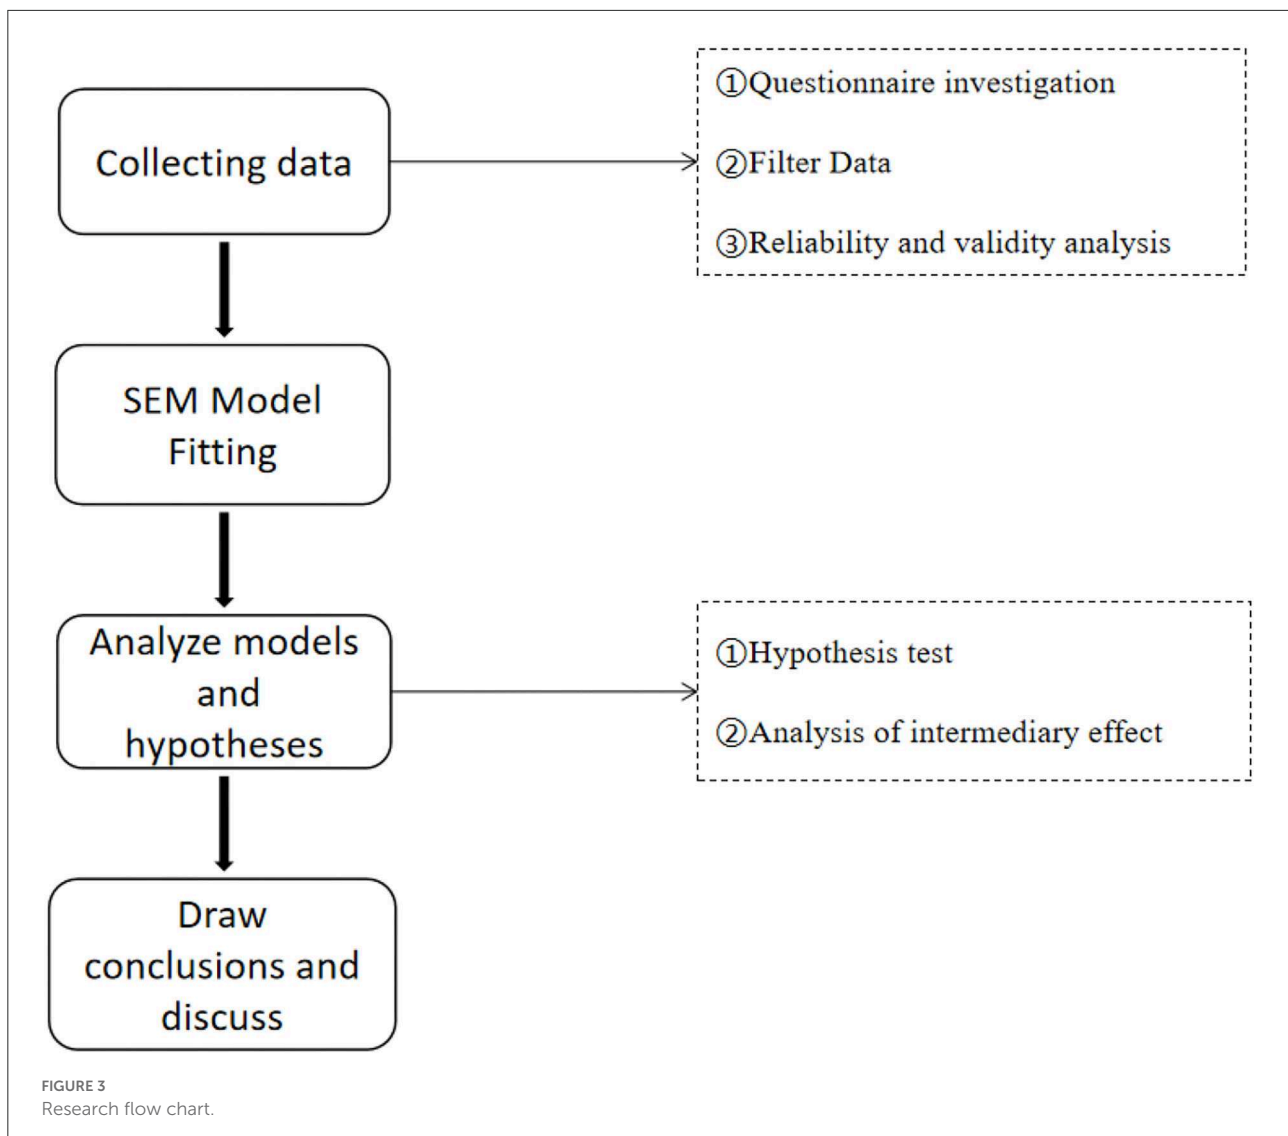 Collecting data
①Questionnaire investigation
②Filter Data
③Reliability and validity analysis
SEM Model
Fitting
Analyze models
and
hypotheses
①Hypothesis test
②Analysis of intermediary effect
Draw
conclusions and
discuss
FIGURE 3
Research flow chart.